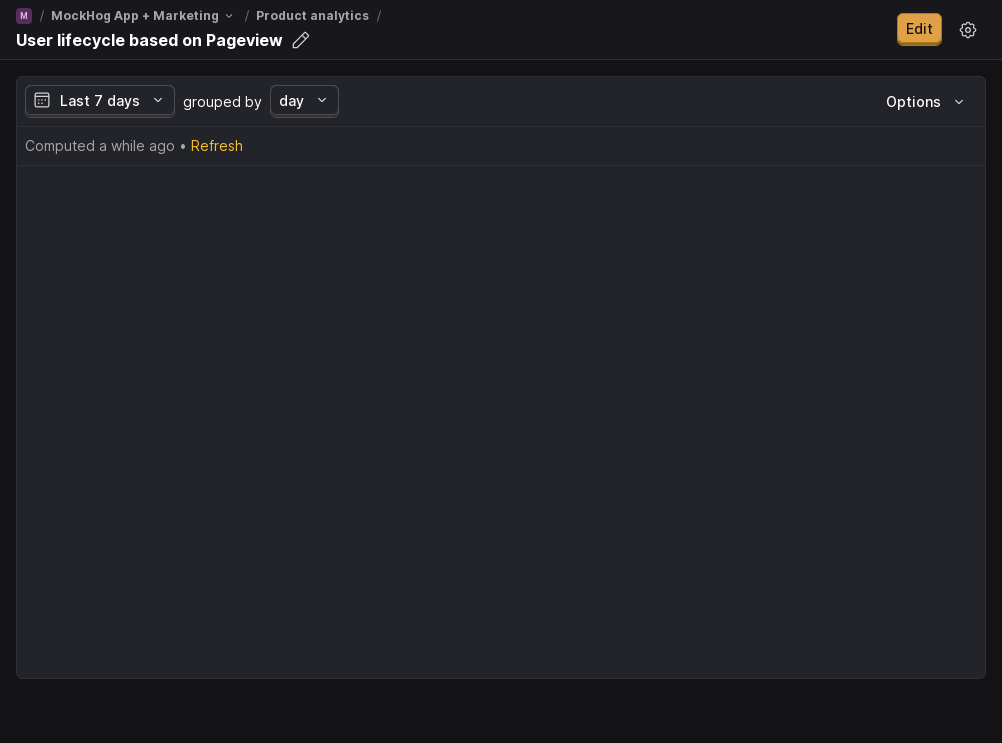 M / MockHog App + Marketing / Product analytics /
User lifecycle based on Pageview
Edit
Last 7 days grouped by day Options
Computed a while ago • Refresh